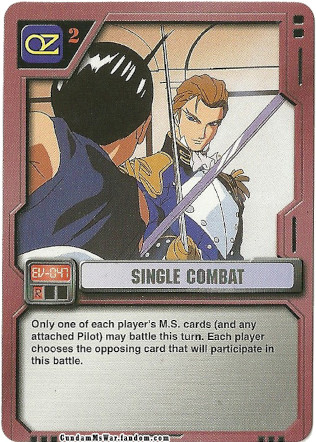 OZ 2
EV-047
SINGLE COMBAT
R
Only one of each player's M.S. cards (and any
attached Pilot) may battle this turn. Each player
chooses the opposing card that will participate in
this battle.
GundamMsWar.fandom.com